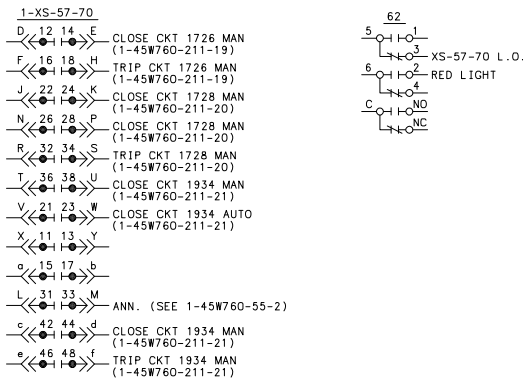 1-XS-57-70
D 12 14 E CLOSE CKT 1726 MAN
(1-45W760-211-19)
F 16 18 H TRIP CKT 1726 MAN
(1-45W760-211-19)
J 22 24 K CLOSE CKT 1728 MAN
(1-45W760-211-20)
N 26 28 P CLOSE CKT 1728 MAN
(1-45W760-211-20)
R 32 34 S TRIP CKT 1728 MAN
(1-45W760-211-20)
T 36 38 U CLOSE CKT 1934 MAN
(1-45W760-211-21)
V 21 23 W CLOSE CKT 1934 AUTO
(1-45W760-211-21)
X 11 13 Y
a 15 17 b
L 31 33 M ANN. (SEE 1-45W760-55-2)
c 42 44 d CLOSE CKT 1934 MAN
(1-45W760-211-21)
e 46 48 f TRIP CKT 1934 MAN
(1-45W760-211-21)
62
5 1
3 XS-57-70 L.O.
6 2 RED LIGHT
4
C NO
NC